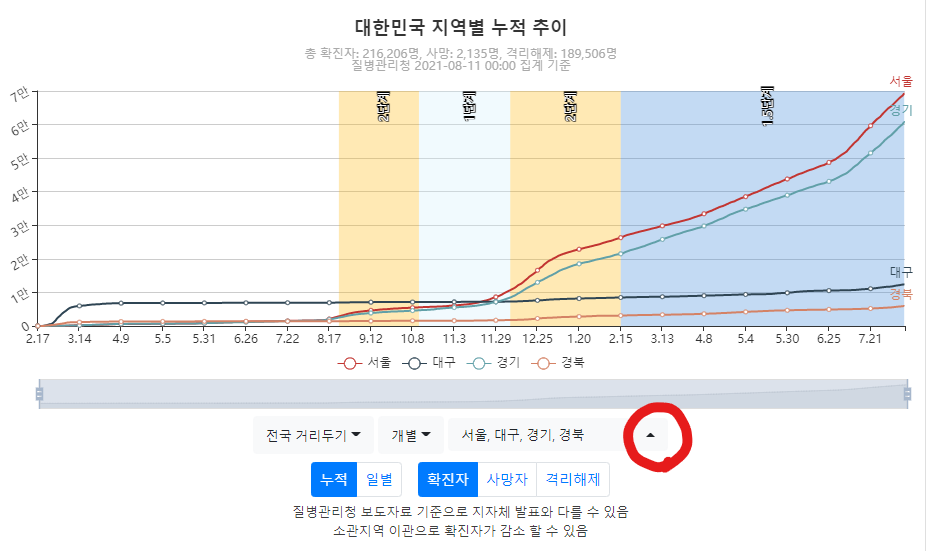 대한민국 지역별 누적 추이
총 확진자: 216,206명, 사망: 2,135명, 격리해제: 189,506명
질병관리청 2021-08-11 00:00 집계 기준
서울
7만
2단계
1단계
2단계
1.5단계
경기
6만
5만
4만
3만
2만
대구
1만
경북
0
2.17 3.14 4.9 5.5 5.31 6.26 7.22 8.17 9.12 10.8 11.3 11.29 12.25 1.20 2.15 3.13 4.8 5.4 5.30 6.25 7.21
서울 대구 경기 경북
전국 거리두기 개별 서울, 대구, 경기, 경북
누적 일별 확진자 사망자 격리해제
질병관리청 보도자료 기준으로 지자체 발표와 다를 수 있음
소관지역 이관으로 확진자가 감소 할 수 있음